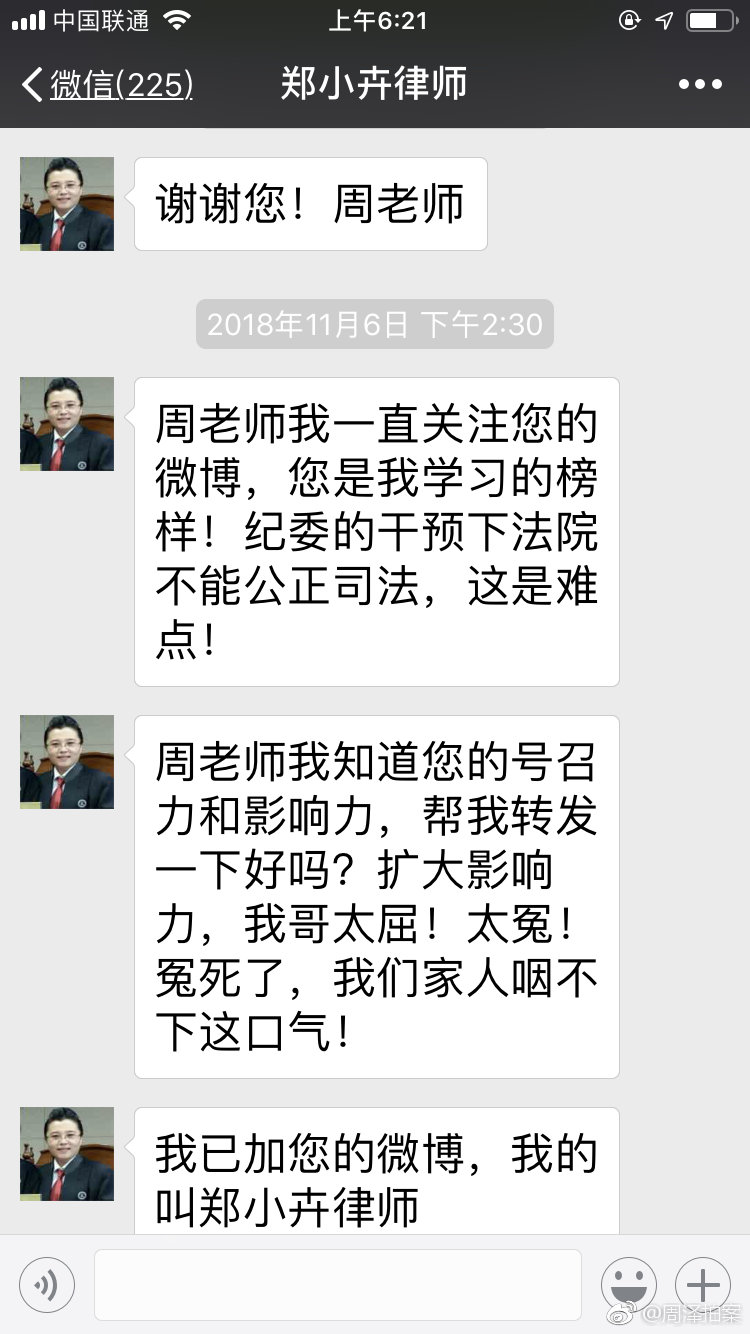 中国联通
上午6:21
微信(225)
郑小卉律师
谢谢您！周老师
2018年11月6日 下午2:30
周老师我一直关注您的
微博，您是我学习的榜
样！纪委的干预下法院
不能公正司法，这是难
点！
周老师我知道您的号召
力和影响力，帮我转发
一下好吗？扩大影响
力，我哥太屈！太冤！
冤死了，我们家人咽不
下这口气！
我已加您的微博，我的
叫郑小卉律师
@周泽拍案